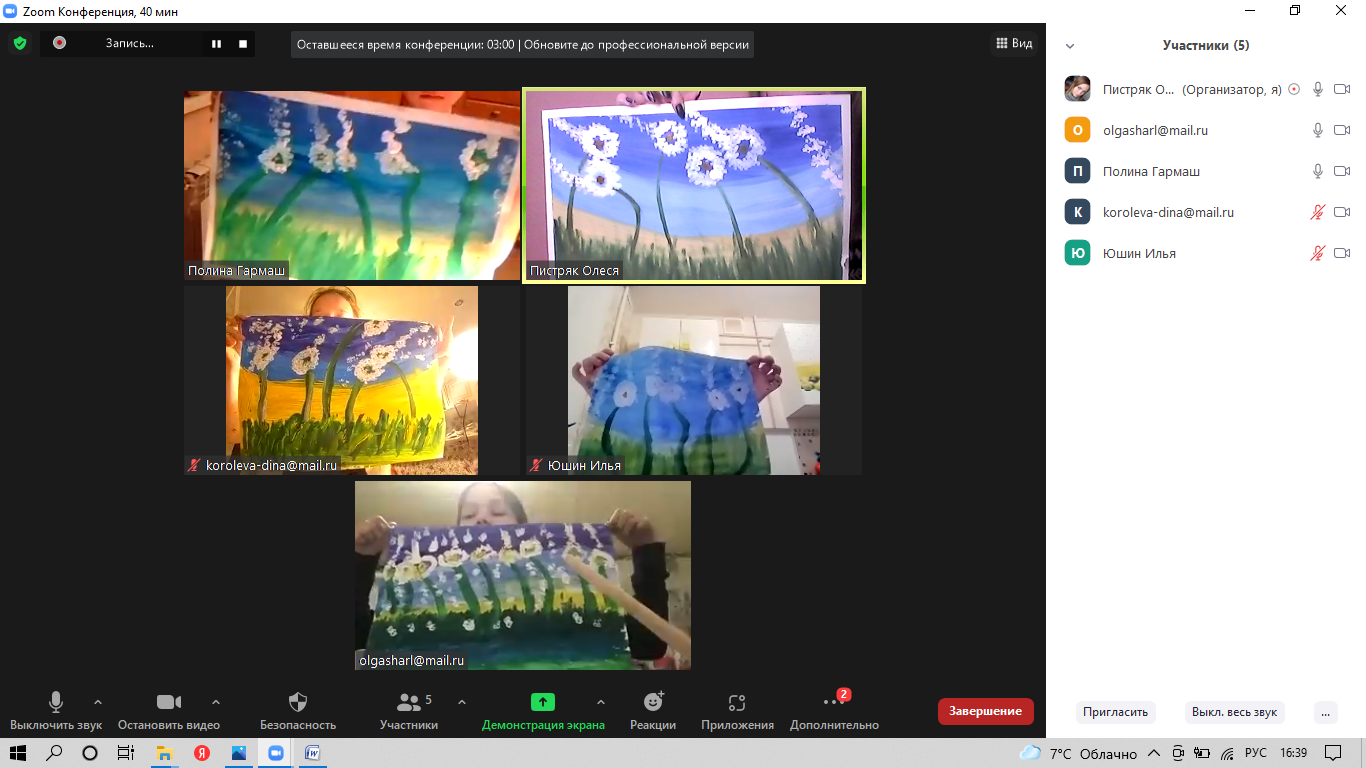 Zoom Конференция, 40 мин
Запись...
Оставшееся время конференции: 03:00 | Обновите до профессиональной версии
Вид
Участники (5)
Пистряк О... (Организатор, я)
О olgasharl@mail.ru
П Полина Гармаш
К koroleva-dina@mail.ru
Ю Юшин Илья
Полина Гармаш
Пистряк Олеся
koroleva-dina@mail.ru
Юшин Илья
olgasharl@mail.ru
5
2
Выключить звук
Остановить видео
Безопасность
Участники
Демонстрация экрана
Реакции
Приложения
Дополнительно
Завершение
Пригласить
Выкл. весь звук
...
Я
W
7°C Облачно
РУС
16:39